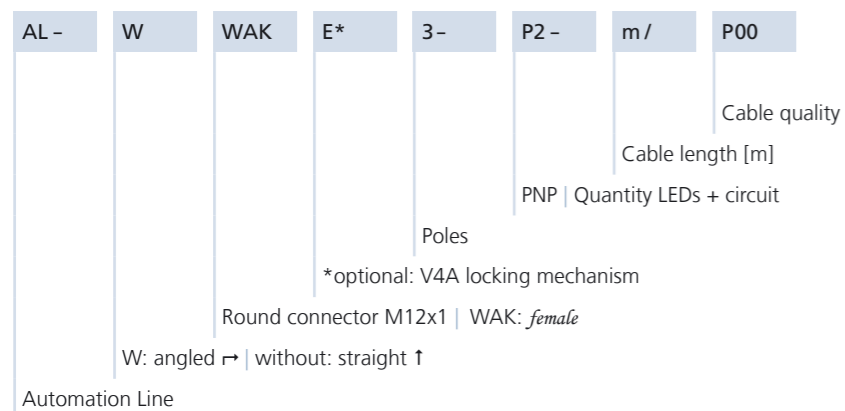 AL – W WAK E* 3 – P2 – m / P00
Cable quality
Cable length [m]
PNP | Quantity LEDs + circuit
Poles
*optional: V4A locking mechanism
Round connector M12x1 | WAK: female
W: angled ↱ | without: straight ↑
Automation Line